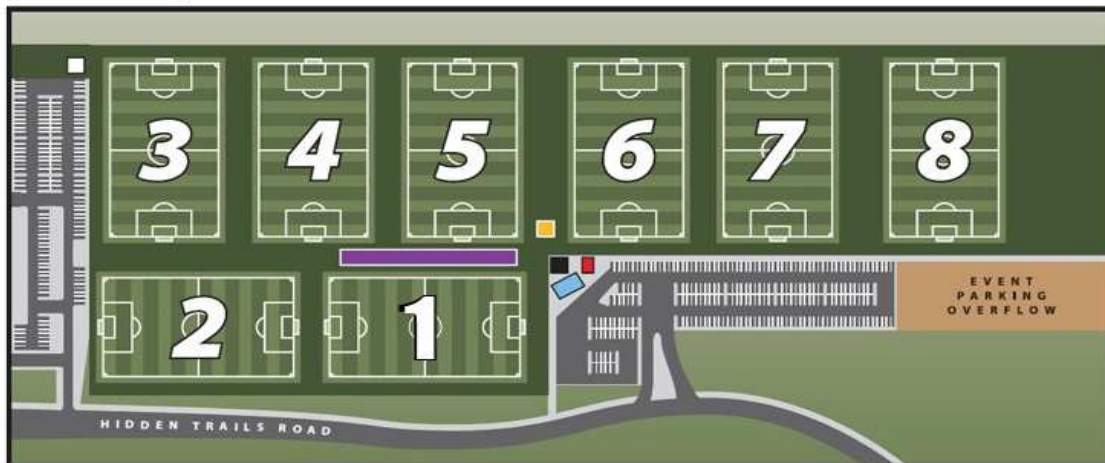 3 4 5 6 7 8
2 1
EVENT
PARKING
OVERFLOW
HIDDEN TRAILS ROAD